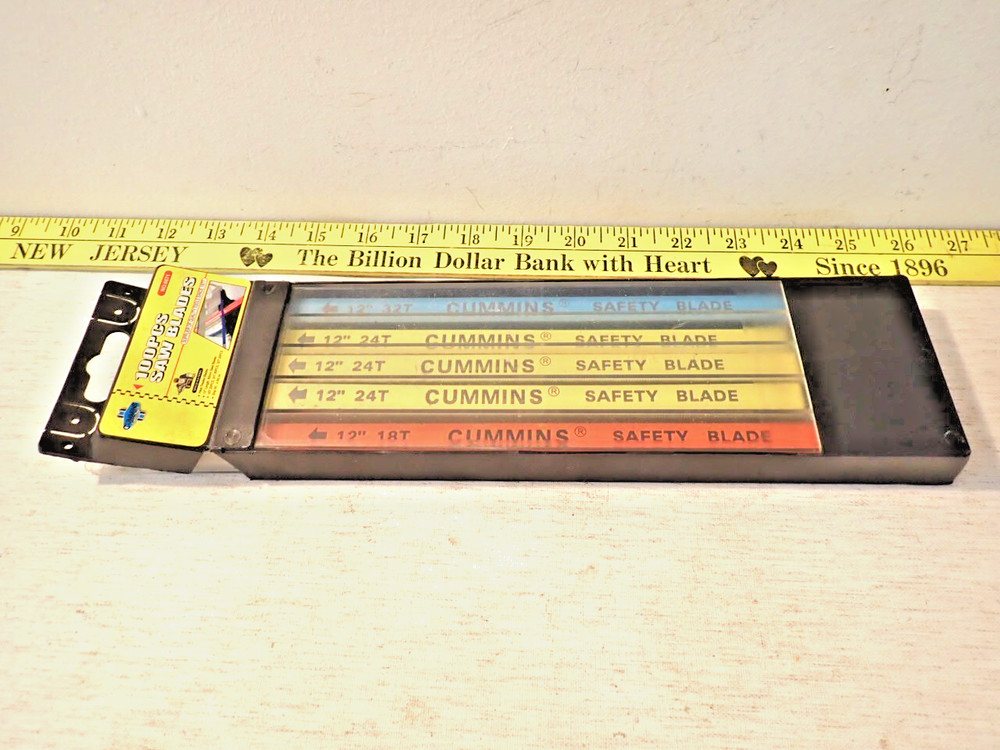 9 10 11 12 13 14 15 16 17 18 19 20 21 22 23 24 25 26 27
NEW JERSEY The Billion Dollar Bank with Heart Since 1896
100PCS
SAW BLADES
12" 32T CUMMINS® SAFETY BLADE
12" 24T CUMMINS® SAFETY BLADE
12" 24T CUMMINS® SAFETY BLADE
12" 24T CUMMINS® SAFETY BLADE
12" 18T CUMMINS® SAFETY BLADE